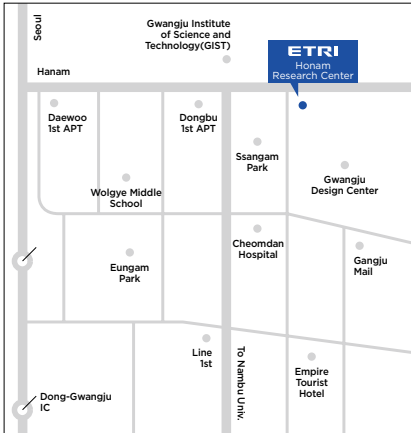 Seoul
Gwangju Institute
of Science and
Technology(GIST)
ETRI
Honam
Research Center
Hanam
Daewoo
1st APT
Dongbu
1st APT
Ssangam
Park
Gwangju
Design Center
Wolgye Middle
School
Cheomdan
Hospital
Eungam
Park
Gangju
Mail
Line
1st
To Nambu Univ.
Empire
Tourist
Hotel
Dong-Gwangju
IC